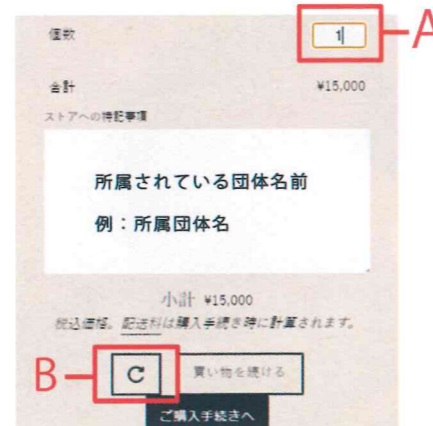 個数 1 A
合計 ¥15,000
ストアへの特記事項
所属されている団体名前
例：所属団体名
小計 ¥15,000
税込価格。配送料は購入手続き時に計算されます。
B 買い物を続ける
ご購入手続きへ